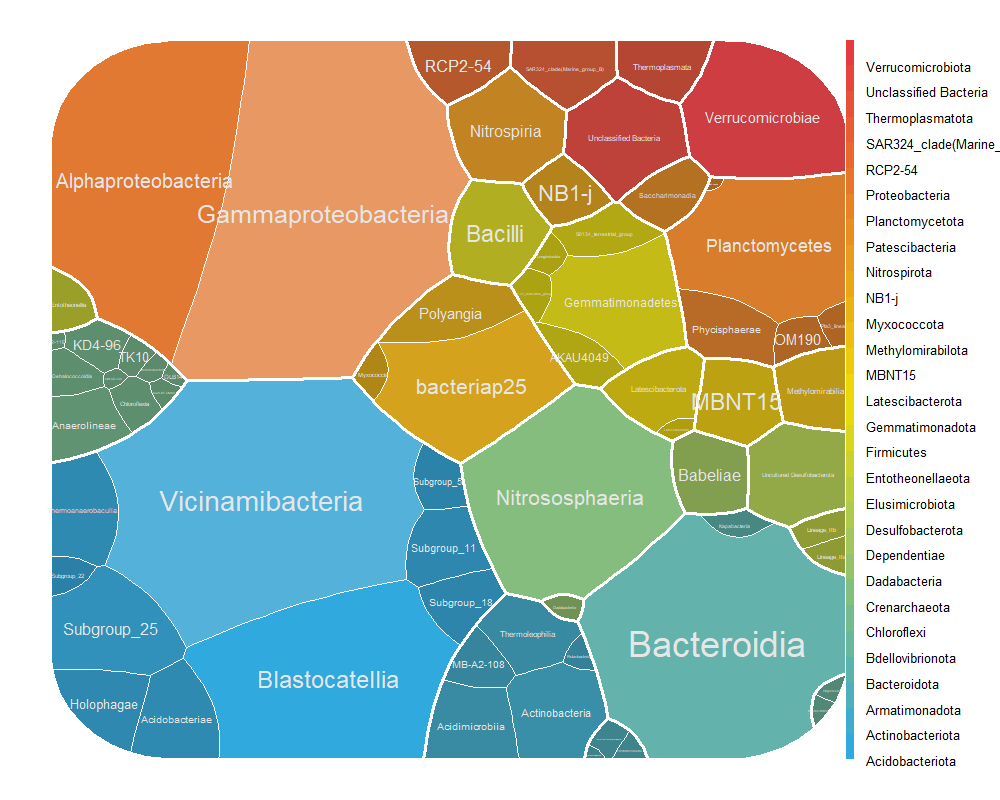 RCP2-54
SAR324_clade(Marine_group_B)
Thermoplasmata
Verrucomicrobiae
Nitrospiria
Unclassified Bacteria
Alphaproteobacteria
Gammaproteobacteria
NB1-j
Saccharimonadia
Bacilli
S0134_terrestrial_group
Planctomycetes
Gemmatimonadetes
Polyangia
Phycisphaerae
OM190
KD4-96
TK10
AKAU4049
Myxococcia
bacteriap25
Latescibacterota
MBNT15
Methylomirabilia
Chloroflexia
Anaerolineae
Vicinamibacteria
Subgroup_5
Nitrososphaeria
Babeliae
Uncultured Desulfobacterota
Thermoanaerobaculia
Kapabacteria
Lineage_IIb
Lineage_IIa
Subgroup_11
Subgroup_22
Subgroup_18
Dadabacteriia
Subgroup_25
Thermoleophilia
Bacteroidia
MB-A2-108
Blastocatellia
Holophagae
Acidobacteriae
Acidimicrobiia
Actinobacteria
Verrucomicrobiota
Unclassified Bacteria
Thermoplasmatota
SAR324_clade(Marine_
RCP2-54
Proteobacteria
Planctomycetota
Patescibacteria
Nitrospirota
NB1-j
Myxococcota
Methylomirabilota
MBNT15
Latescibacterota
Gemmatimonadota
Firmicutes
Entotheonellaeota
Elusimicrobiota
Desulfobacterota
Dependentiae
Dadabacteria
Crenarchaeota
Chloroflexi
Bdellovibrionota
Bacteroidota
Armatimonadota
Actinobacteriota
Acidobacteriota